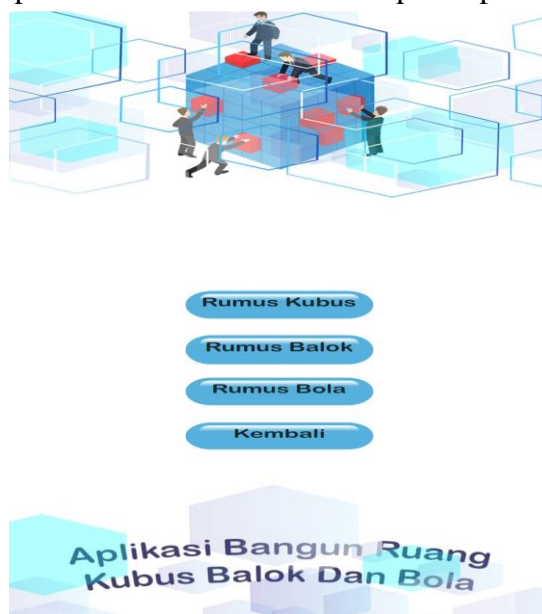 Rumus Kubus
Rumus Balok
Rumus Bola
Kembali
Aplikasi Bangun Ruang
Kubus Balok Dan Bola